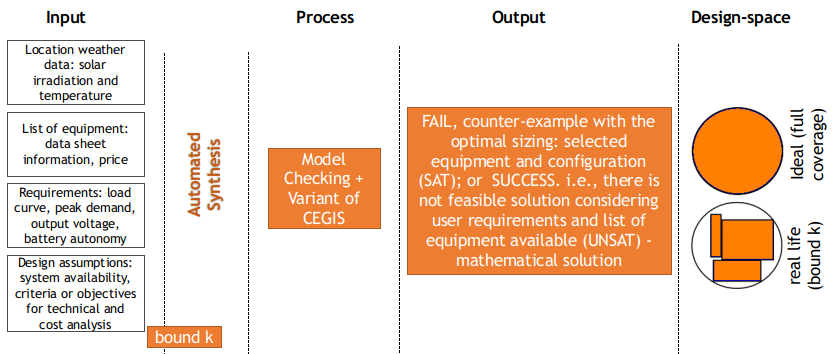 Input
Process
Output
Design-space
Location weather
data: solar
irradiation and
temperature
List of equipment:
data sheet
information, price
Requirements: load
curve, peak demand,
output voltage,
battery autonomy
Design assumptions:
system availability,
criteria or objectives
for technical and
cost analysis
bound k
Automated
Synthesis
Model
Checking +
Variant of
CEGIS
FAIL, counter-example with the
optimal sizing: selected
equipment and configuration
(SAT); or SUCCESS. i.e., there is
not feasible solution considering
user requirements and list of
equipment available (UNSAT) -
mathematical solution
Ideal (full
coverage)
real life
(bound k)